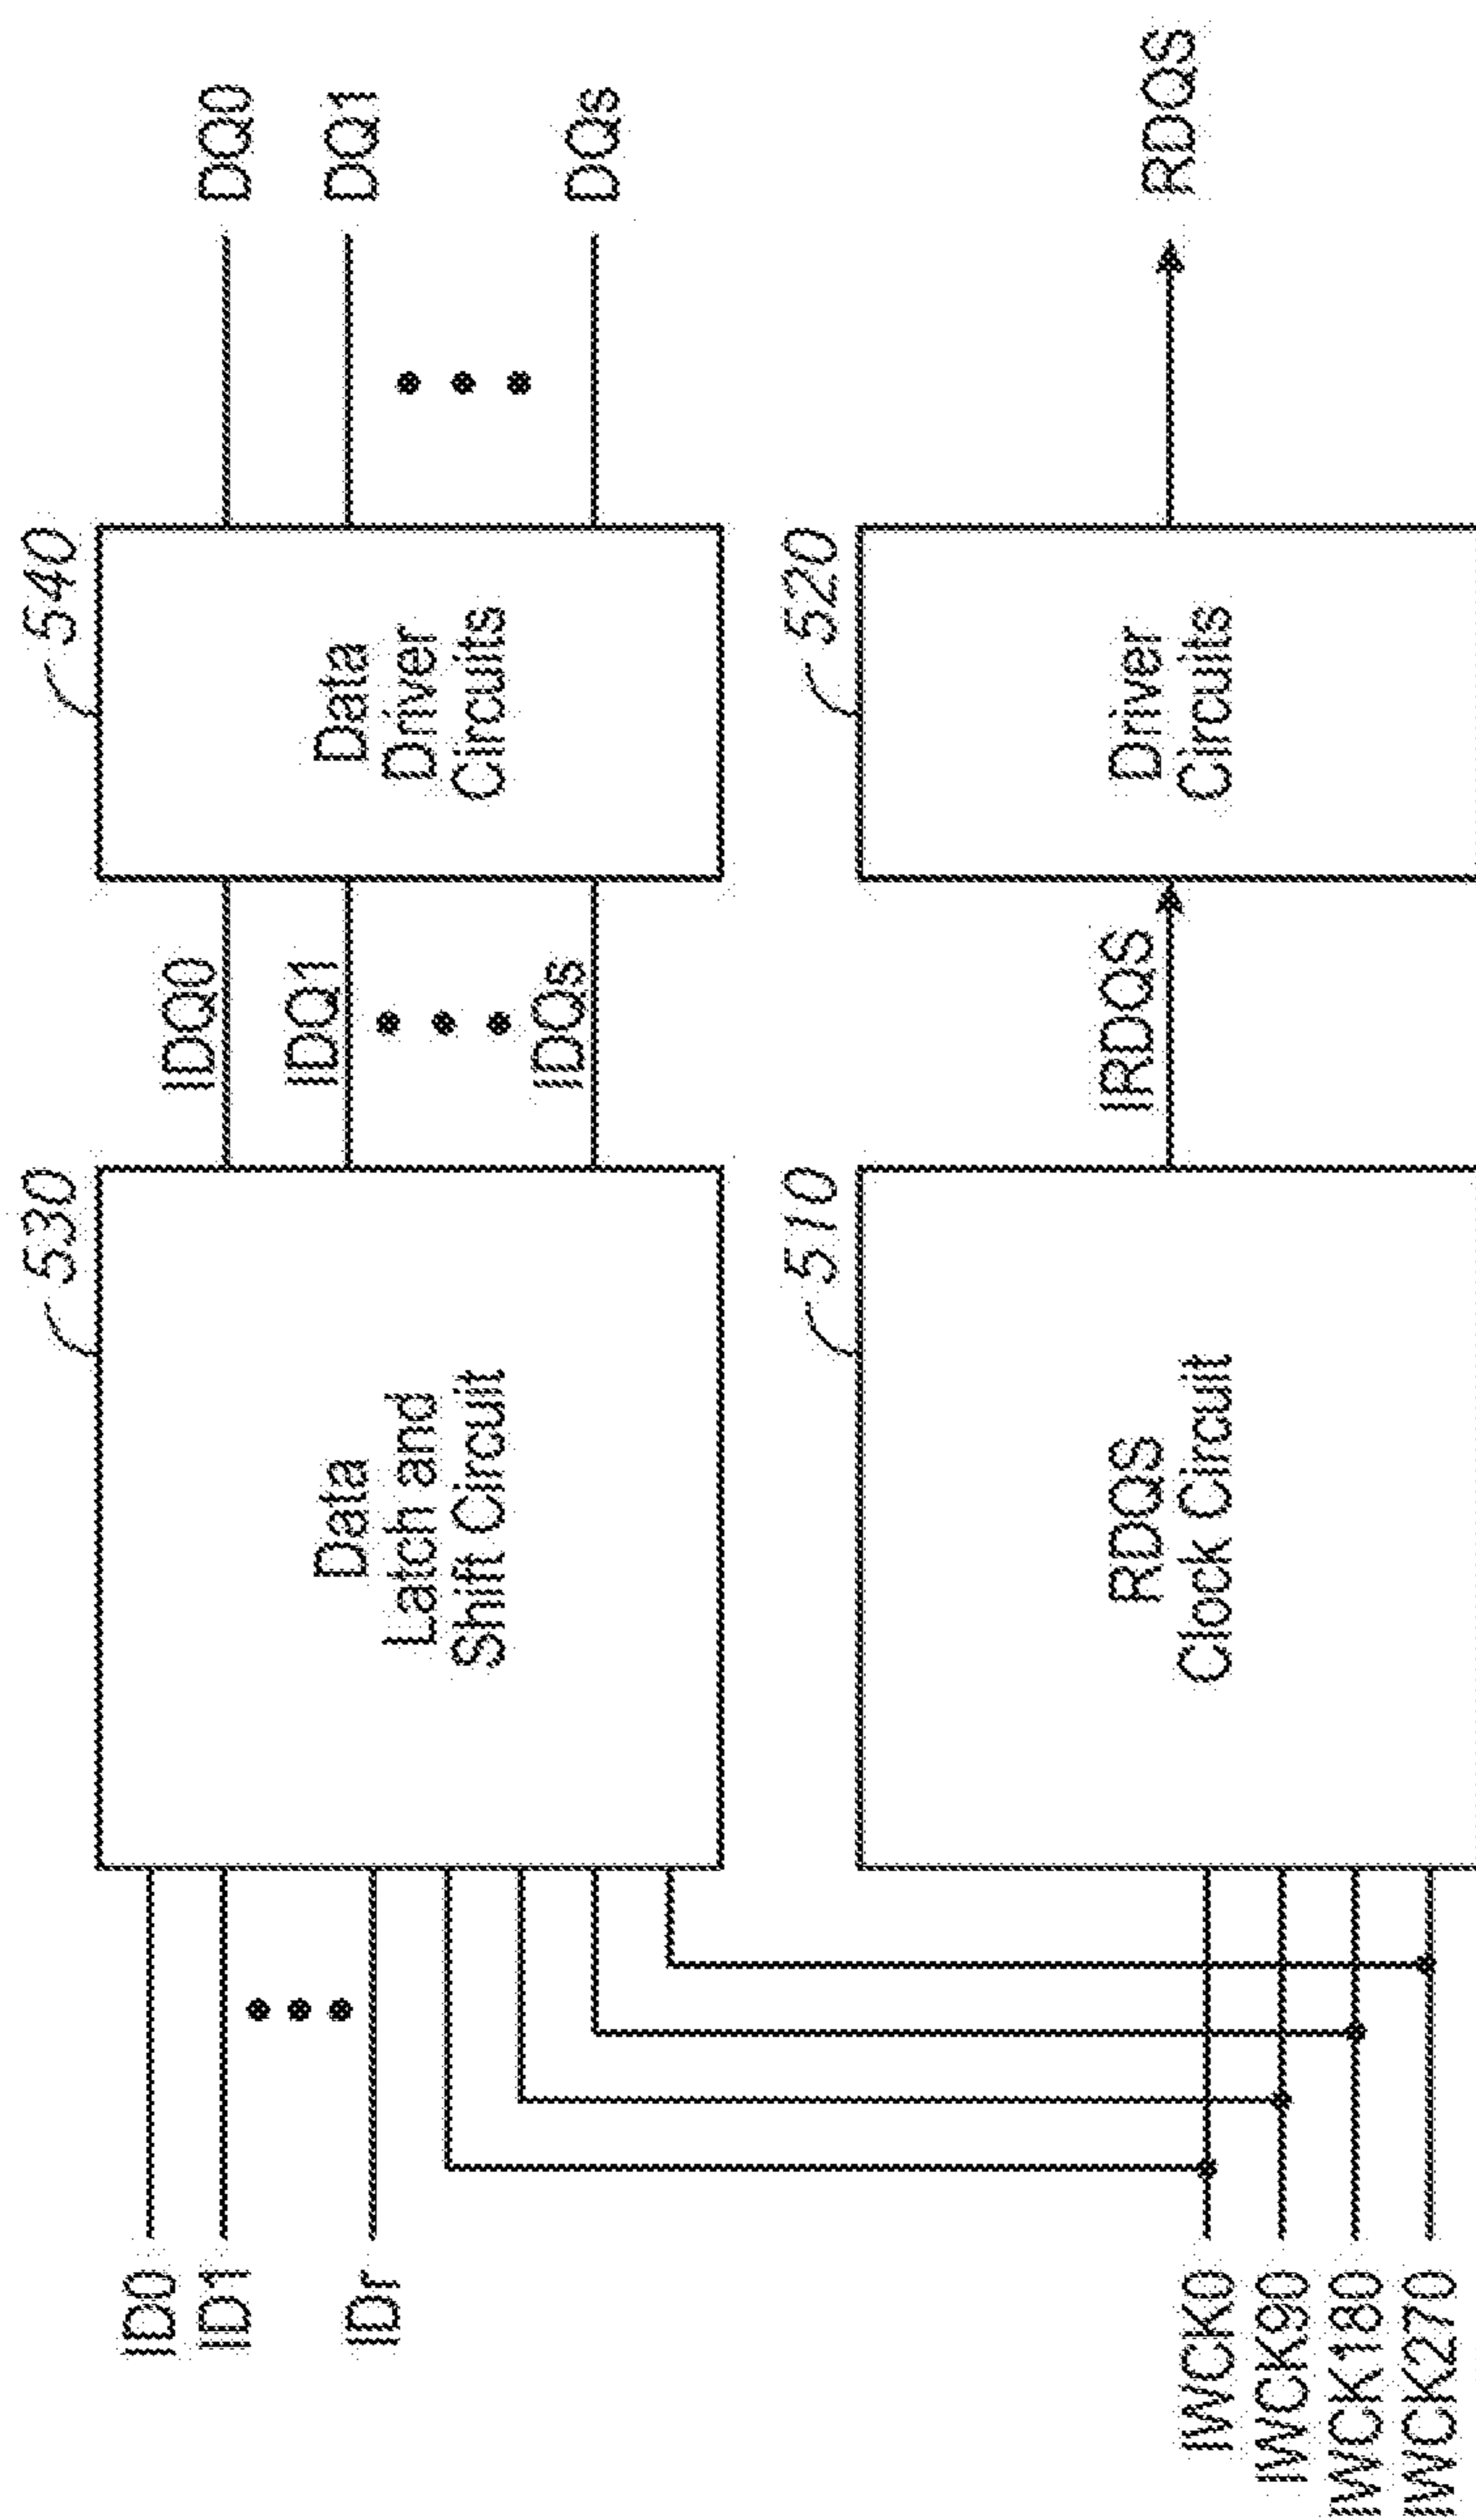 ID0
ID1
IDr
530
Data
Latch and
Shift Circuit
IDQ0
IDQ1
IDQs
540
Data
Driver
Circuits
DQ0
DQ1
DQs
IWCK0
IWCK90
IWCK180
IWCK270
510
RDQS
Clock Circuit
IRDQS
520
Driver
Circuits
RDQS